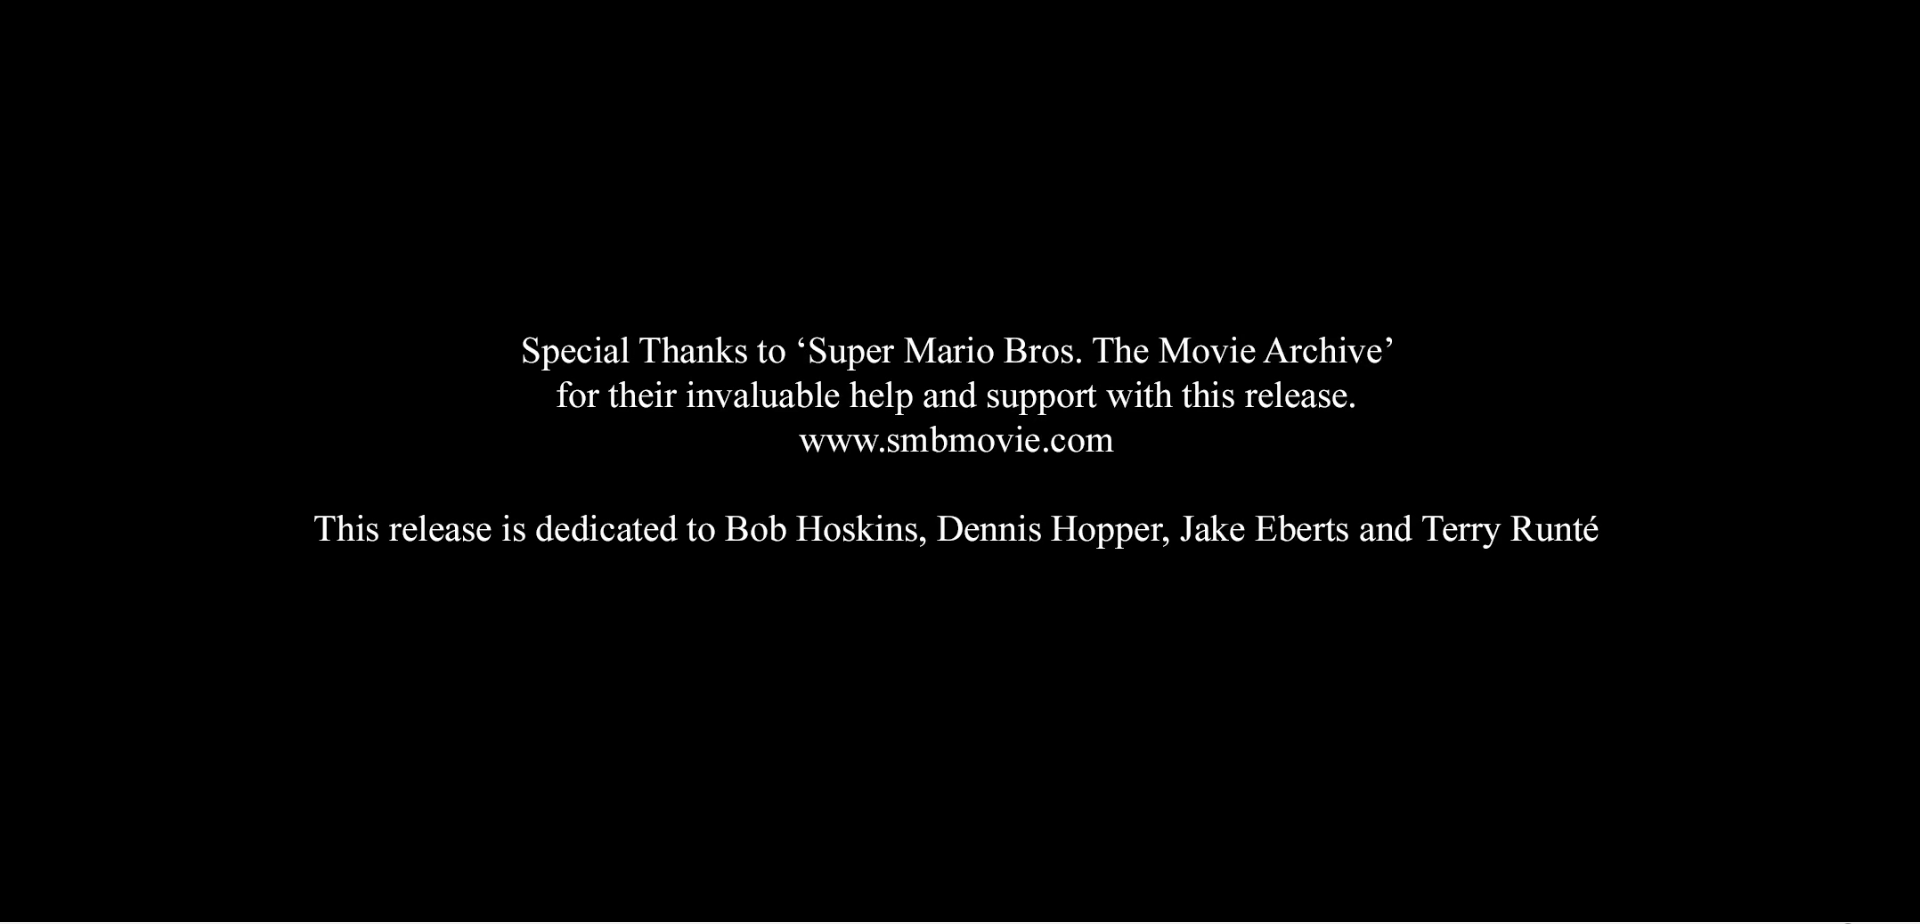 Special Thanks to ‘Super Mario Bros. The Movie Archive’
for their invaluable help and support with this release.
www.smbmovie.com
This release is dedicated to Bob Hoskins, Dennis Hopper, Jake Eberts and Terry Runté